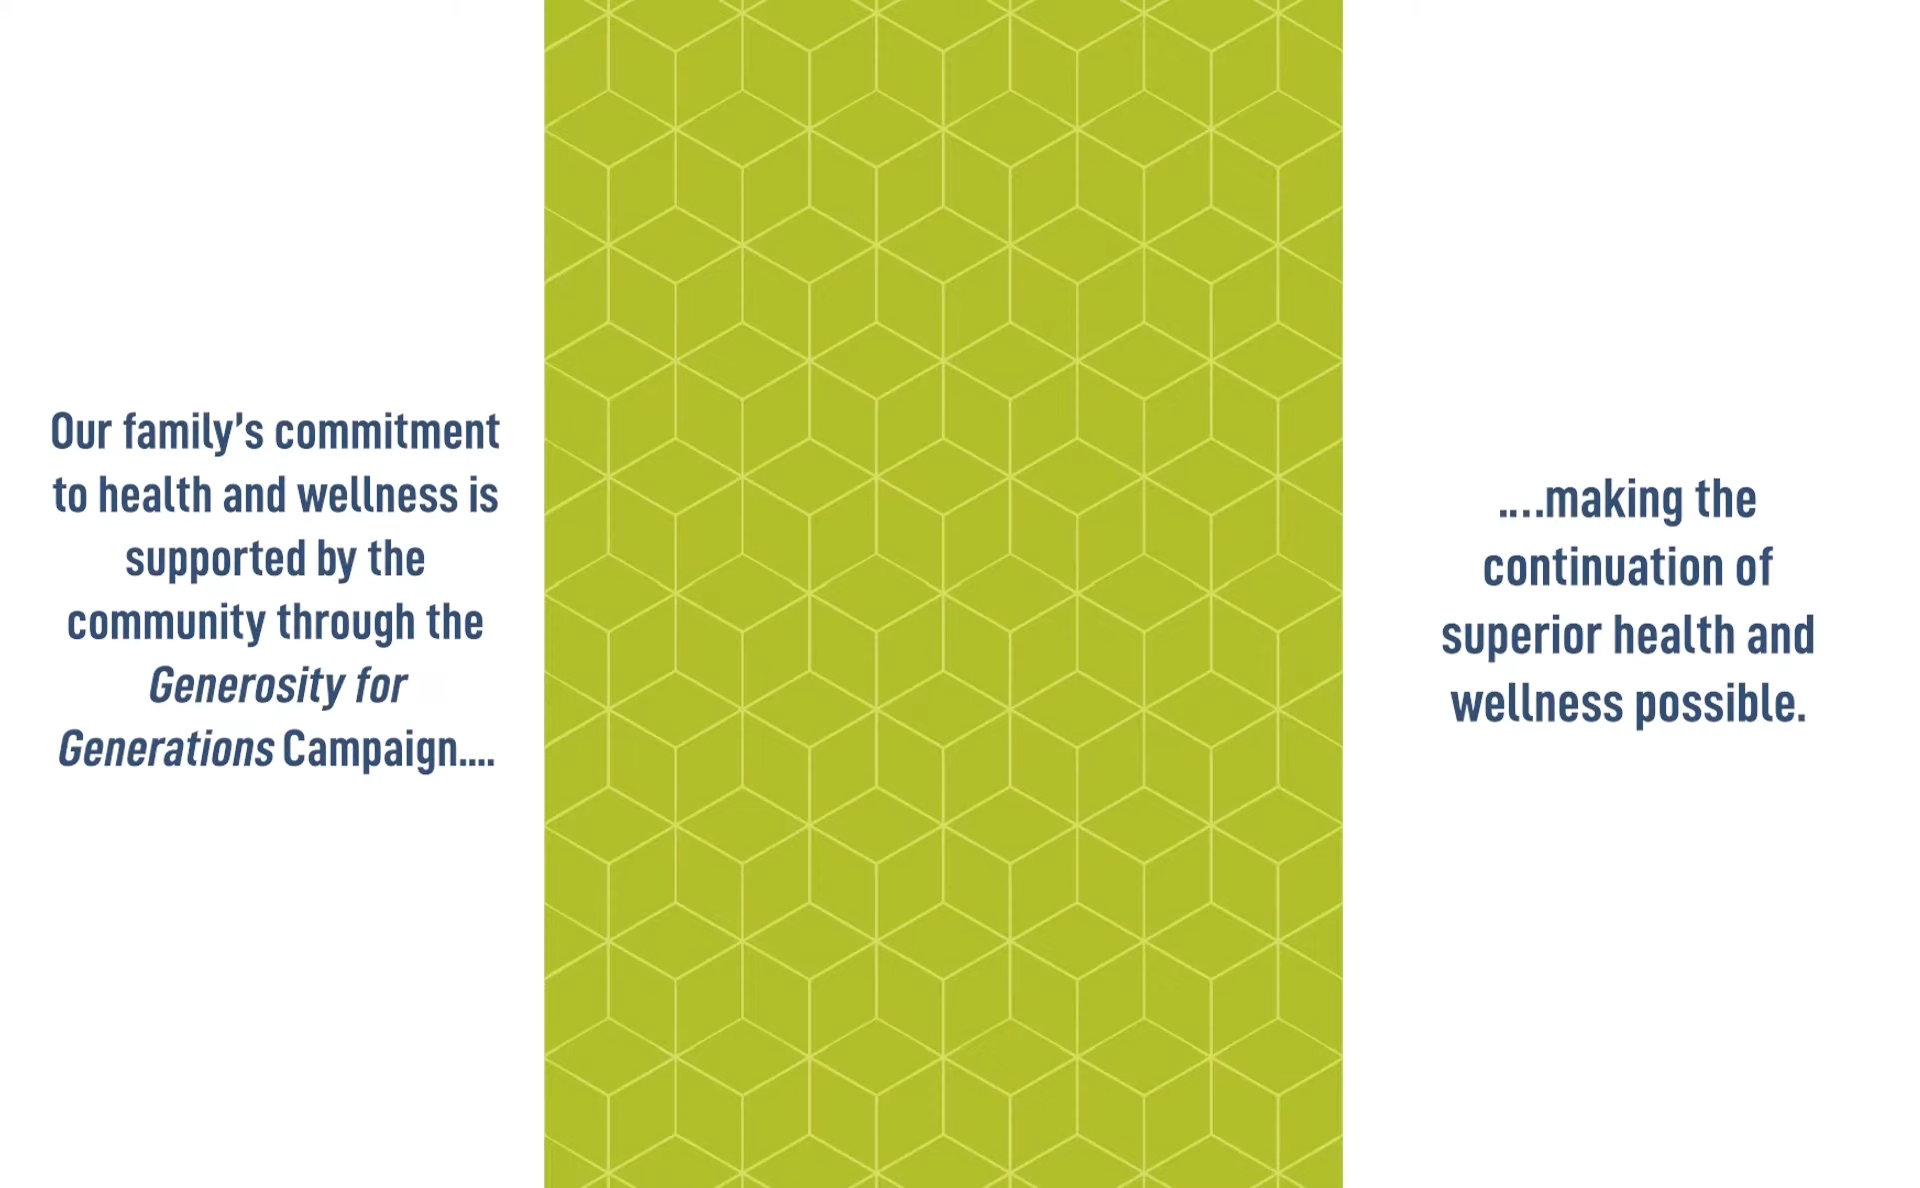 Our family's commitment
to health and wellness is
supported by the
community through the
Generosity for
Generations Campaign....
....making the
continuation of
superior health and
wellness possible.